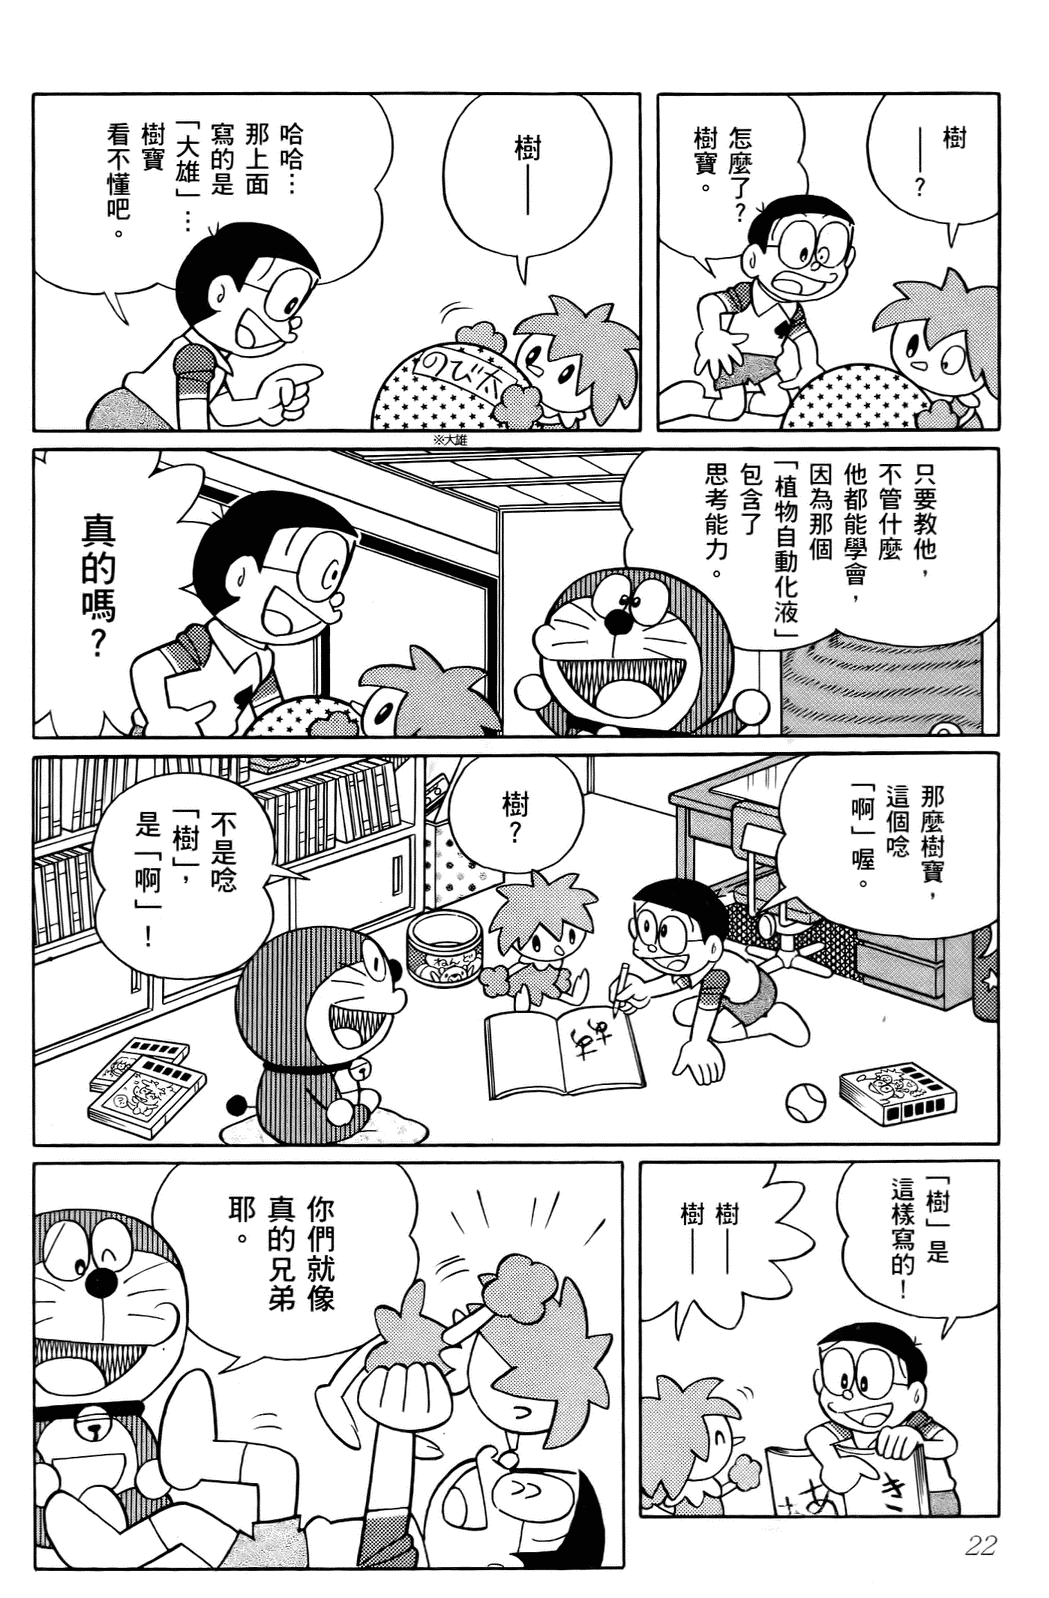 樹
──?
怎麼了?
樹寶。
樹
──
哈哈…
那上面
寫的是
「大雄」…
樹寶
看不懂吧。
のび太
※大雄
只要教他，
不管什麼
他都能學會，
因為那個
「植物自動化液」
包含了
思考能力。
真的嗎?
那麼樹寶，
這個唸
「啊」喔。
樹?
不是唸
「樹」，
是「啊」!
ねんど
「樹」是
這樣寫的!
樹──
樹──
き
あ
你們就像
真的兄弟
耶。
22